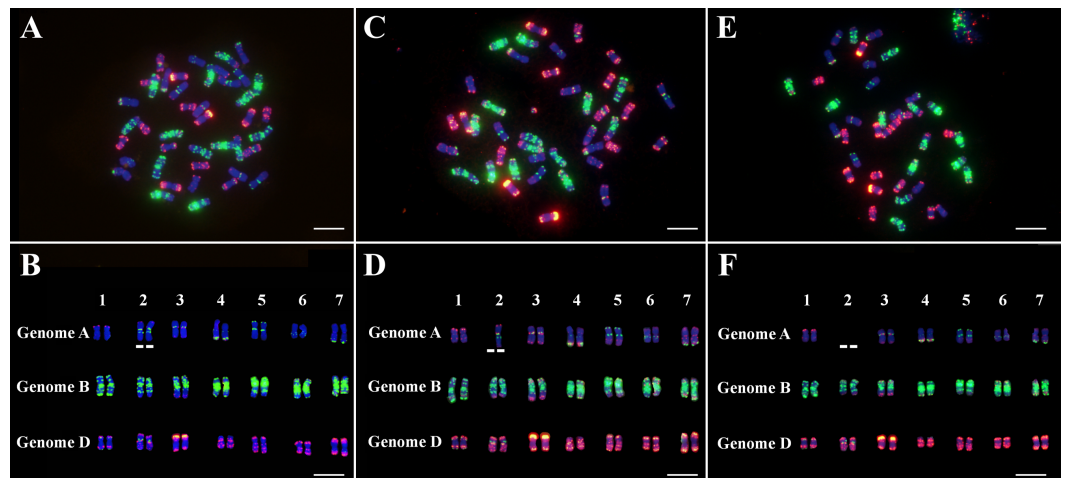 A
C
E
B
1 2 3 4 5 6 7
Genome A
Genome B
Genome D
D
1 2 3 4 5 6 7
Genome A
Genome B
Genome D
F
1 2 3 4 5 6 7
Genome A
Genome B
Genome D